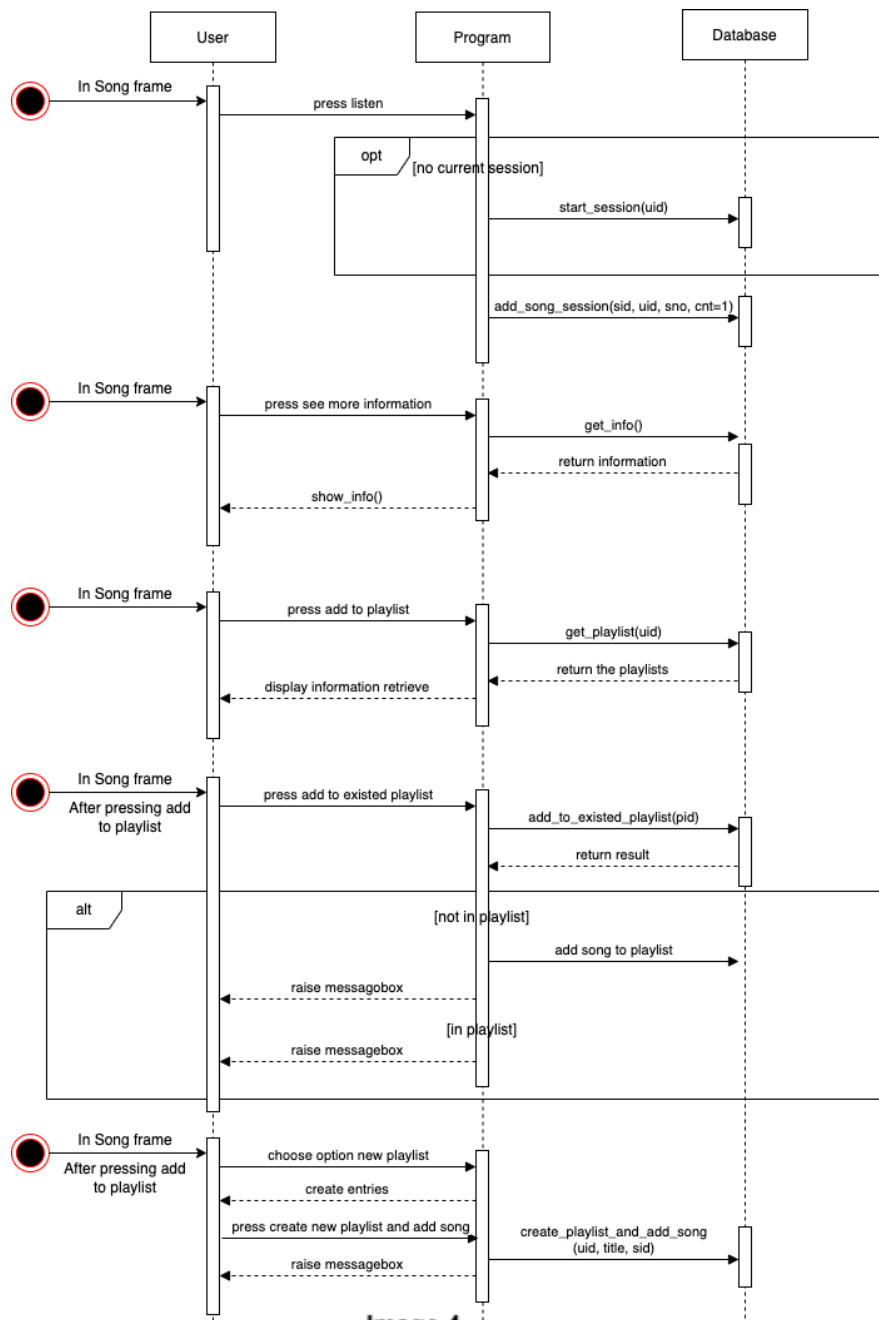 User
Program
Database
In Song frame
press listen
opt
[no current session]
start_session(uid)
add_song_session(sid, uid, sno, cnt=1)
In Song frame
press see more information
get_info()
return information
show_info()
In Song frame
press add to playlist
get_playlist(uid)
return the playlists
display information retrieve
In Song frame
After pressing add
to playlist
press add to existed playlist
add_to_existed_playlist(pid)
return result
alt
[not in playlist]
add song to playlist
raise messagobox
[in playlist]
raise messagebox
In Song frame
After pressing add
to playlist
choose option new playlist
create entries
press create new playlist and add song
create_playlist_and_add_song
(uid, title, sid)
raise messagebox